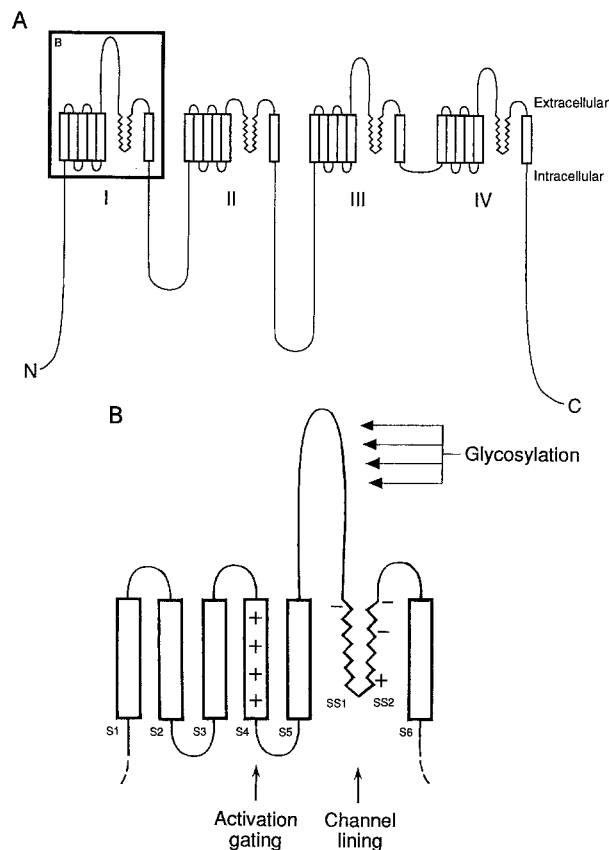 A
B
Extracellular
Intracellular
I II III IV
N
C
B
Glycosylation
− − −
+
+
+
+
+
SS1 SS2
S1 S2 S3 S4 S5 S6
Activation gating
Channel lining